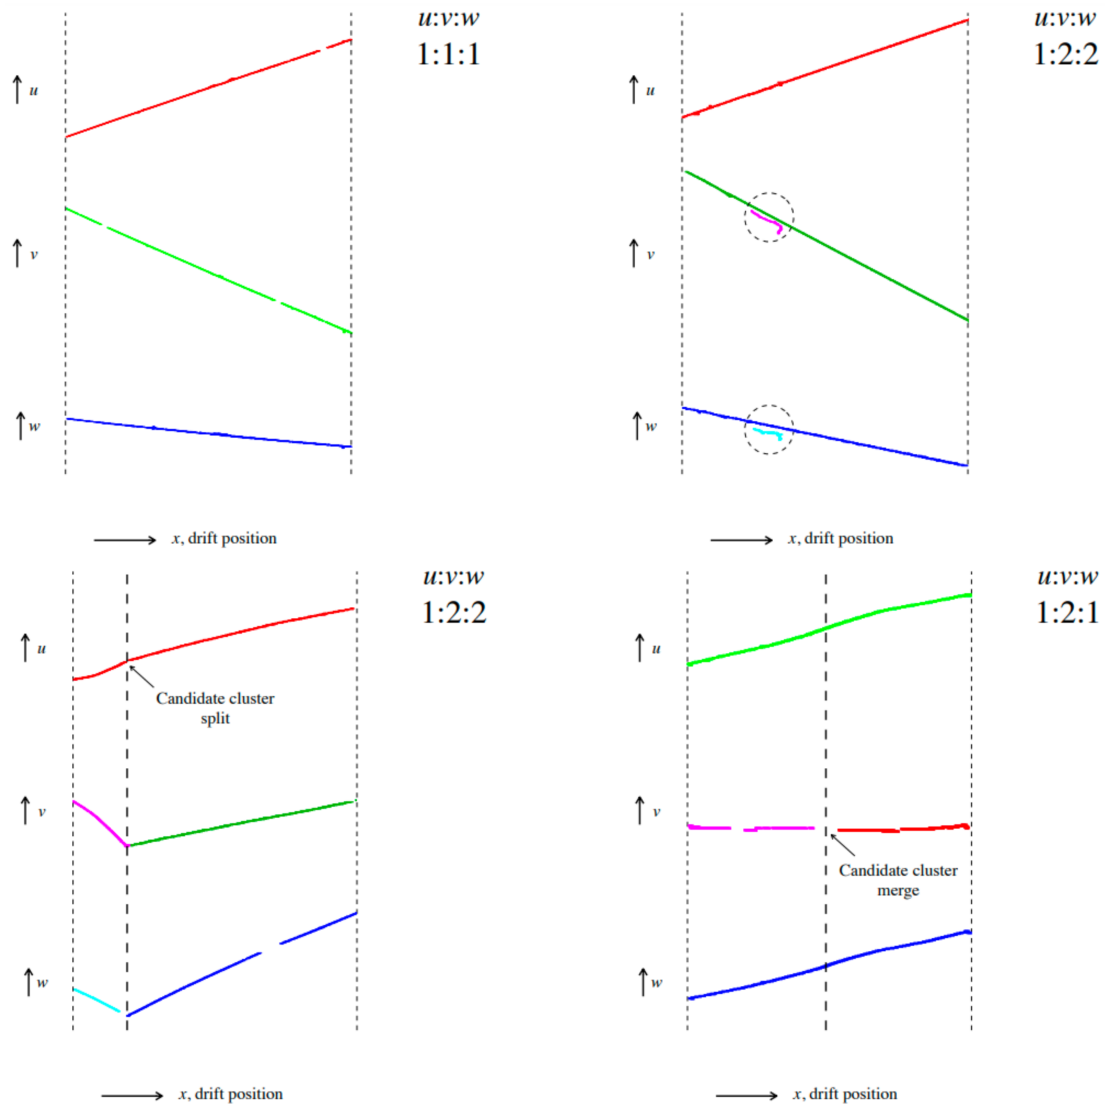 u:v:w
1:1:1
u
v
w
x, drift position
u:v:w
1:2:2
u
v
w
x, drift position
u:v:w
1:2:2
u
Candidate cluster
split
v
w
x, drift position
u:v:w
1:2:1
u
v
Candidate cluster
merge
w
x, drift position